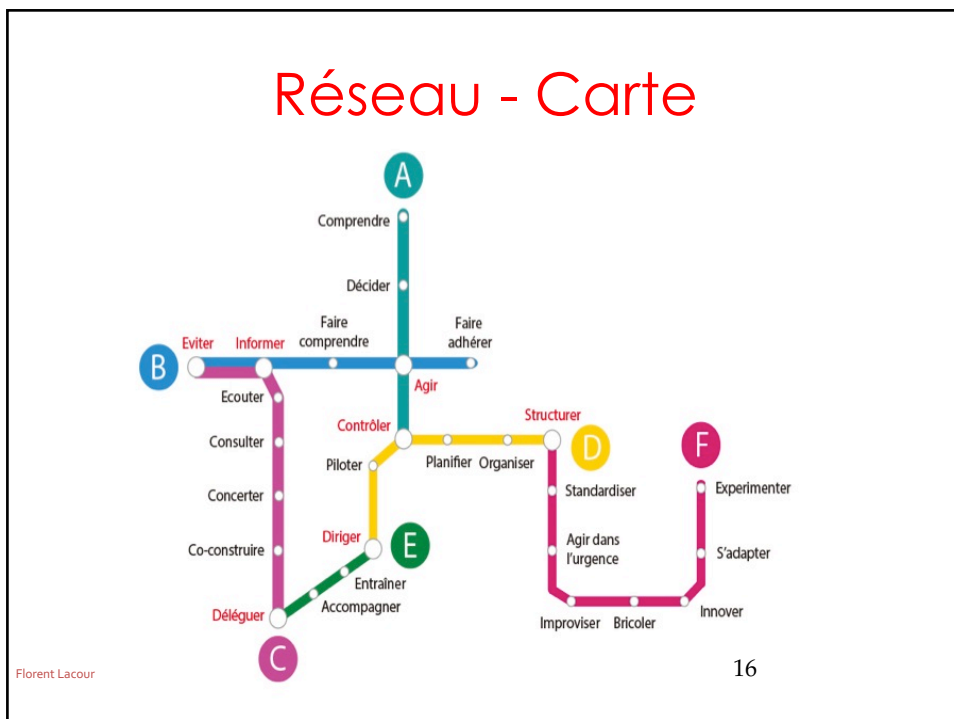 Réseau - Carte
A
Comprendre
Décider
Faire
comprendre
Faire
adhérer
Eviter
Informer
B
Agir
Ecouter
Contrôler
Structurer
Consulter
Piloter
Planifier
Organiser
D
F
Concerter
Standardiser
Experimenter
Diriger
E
Agir dans
l'urgence
Co-construire
S'adapter
Entraîner
Accompagner
Déléguer
Improviser
Bricoler
Innover
C
Florent Lacour
16